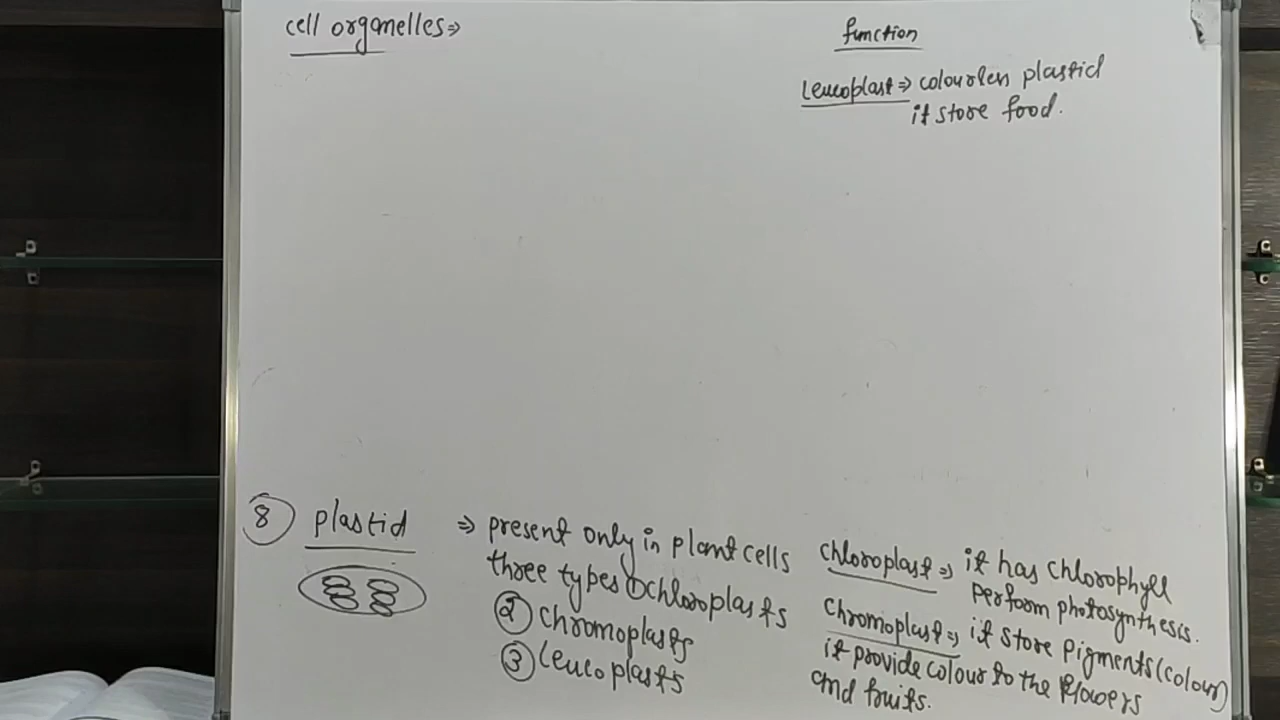 cell organelles ⇒
function
Leucoplast ⇒ colourless plastid
it store food.
⑧ plastid
⇒ present only in plant cells
three types ① chloroplasts
② chromoplasts
③ Leucoplasts
chloroplast ⇒ it has chlorophyll
perform photosynthesis.
chromoplast ⇒ it store pigments (colour)
it provide colour to the flowers
and fruits.